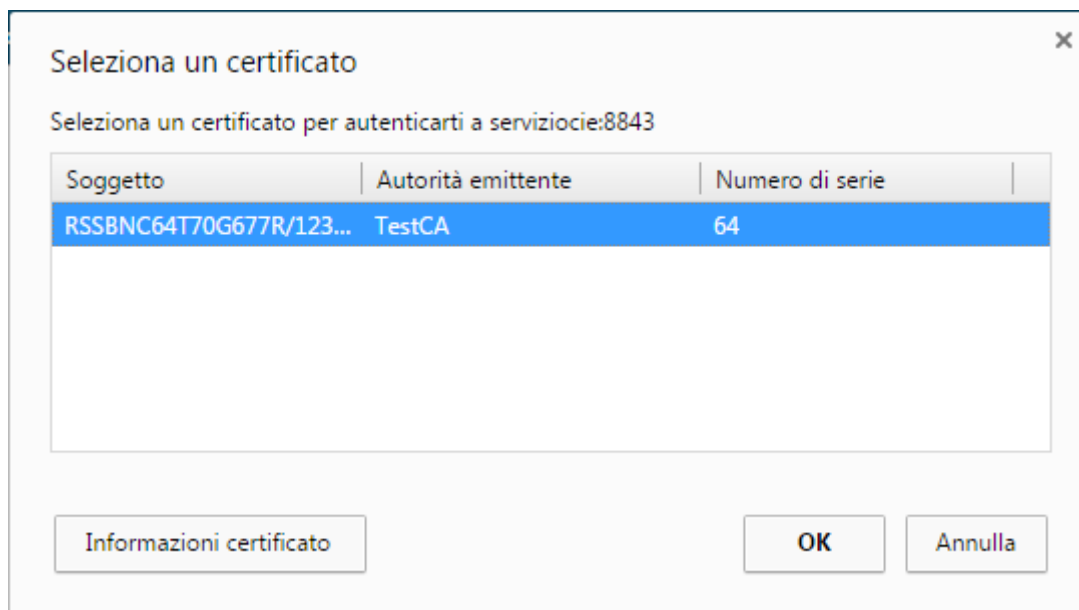 Seleziona un certificato
Seleziona un certificato per autenticarti a serviziocie:8843
Soggetto Autorità emittente Numero di serie
RSSBNC64T70G677R/123... TestCA 64
Informazioni certificato OK Annulla